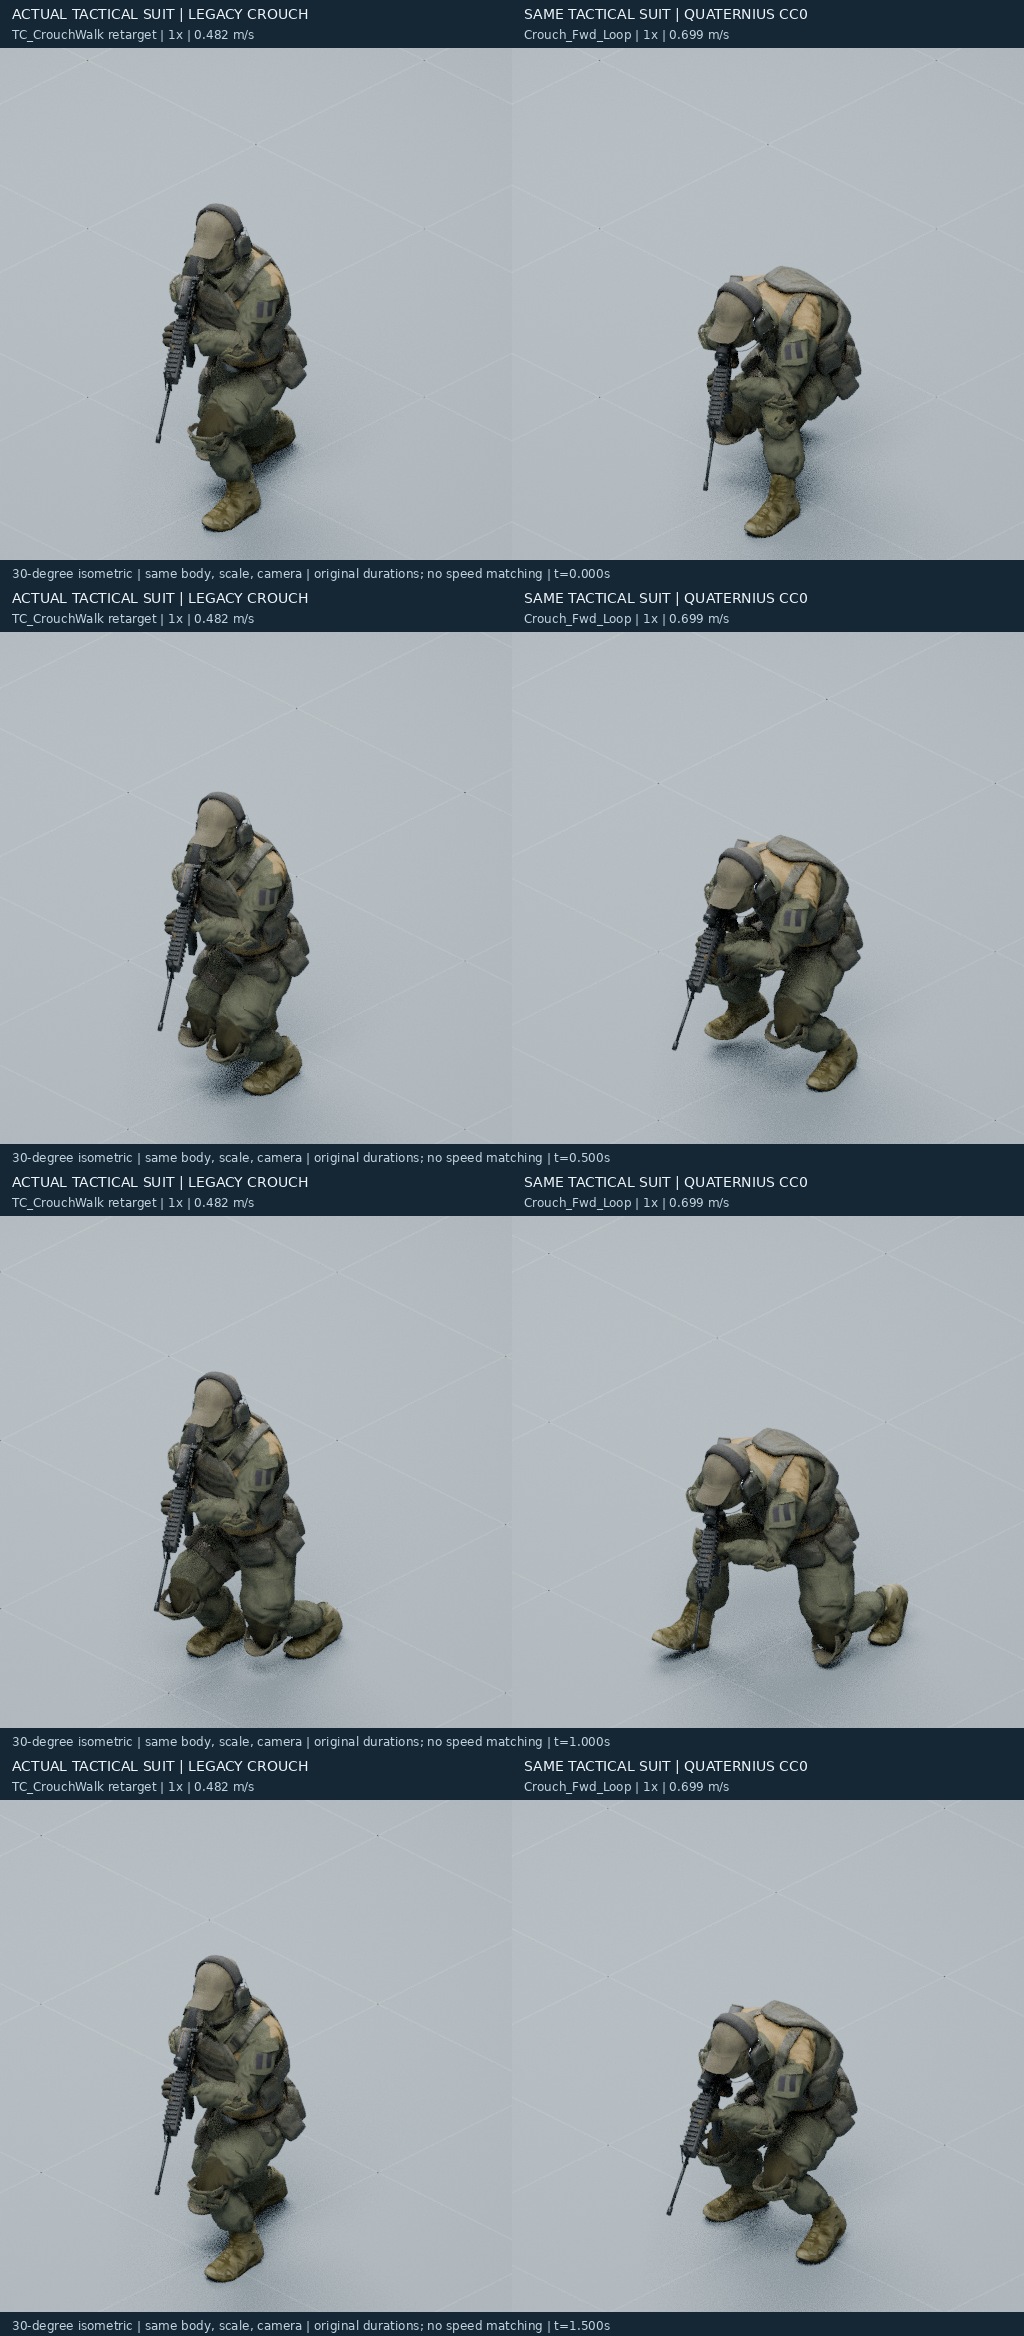 ACTUAL TACTICAL SUIT | LEGACY CROUCH
TC_CrouchWalk retarget | 1x | 0.482 m/s
SAME TACTICAL SUIT | QUATERNIUS CC0
Crouch_Fwd_Loop | 1x | 0.699 m/s
30-degree isometric | same body, scale, camera | original durations; no speed matching | t=0.000s
ACTUAL TACTICAL SUIT | LEGACY CROUCH
TC_CrouchWalk retarget | 1x | 0.482 m/s
SAME TACTICAL SUIT | QUATERNIUS CC0
Crouch_Fwd_Loop | 1x | 0.699 m/s
30-degree isometric | same body, scale, camera | original durations; no speed matching | t=0.500s
ACTUAL TACTICAL SUIT | LEGACY CROUCH
TC_CrouchWalk retarget | 1x | 0.482 m/s
SAME TACTICAL SUIT | QUATERNIUS CC0
Crouch_Fwd_Loop | 1x | 0.699 m/s
30-degree isometric | same body, scale, camera | original durations; no speed matching | t=1.000s
ACTUAL TACTICAL SUIT | LEGACY CROUCH
TC_CrouchWalk retarget | 1x | 0.482 m/s
SAME TACTICAL SUIT | QUATERNIUS CC0
Crouch_Fwd_Loop | 1x | 0.699 m/s
30-degree isometric | same body, scale, camera | original durations; no speed matching | t=1.500s